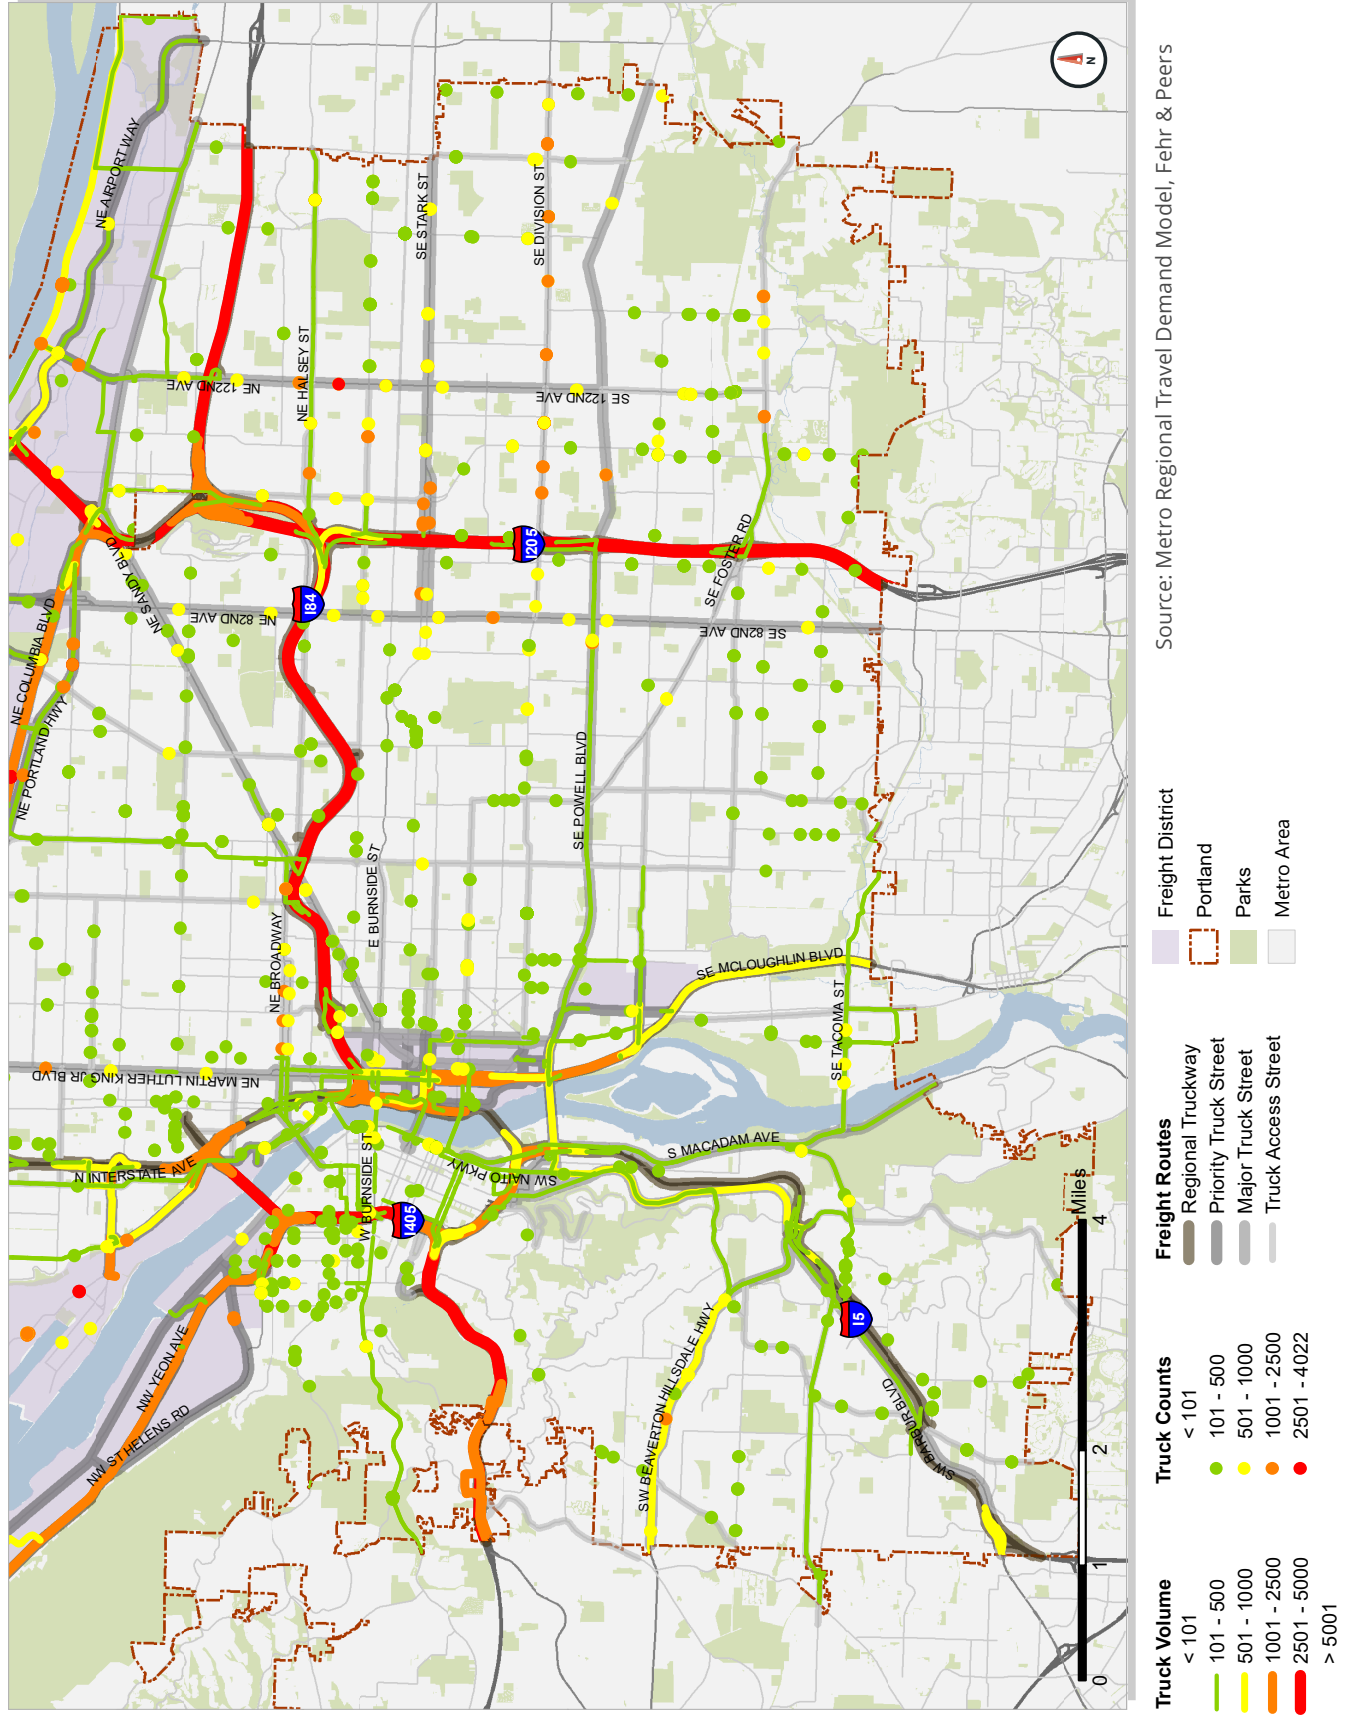 NE AIRPORT WAY
NE COLUMBIA BLVD
NE PORTLAND HWY
NE SANDY BLVD
NE 82ND AVE
NE 122ND AVE
NE HALSEY ST
SE STARK ST
SE DIVISION ST
SE 122ND AVE
SE FOSTER RD
SE 82ND AVE
SE POWELL BLVD
E BURNSIDE ST
NE BROADWAY
NE MARTIN LUTHER KING JR BLVD
SE MCLOUGHLIN BLVD
SE TACOMA ST
N INTERSTATE AVE
W BURNSIDE ST
SW NAITO PKWY
S MACADAM AVE
NW YEON AVE
NW ST HELENS RD
SW BEAVERTON HILLSDALE HWY
SW BARBUR BLVD
I84
I205
I405
I5
N
0
1
2
4
Miles
Truck Volume
< 101
101 - 500
501 - 1000
1001 - 2500
2501 - 5000
> 5001
Truck Counts
< 101
101 - 500
501 - 1000
1001 - 2500
2501 - 4022
Freight Routes
Regional Truckway
Priority Truck Street
Major Truck Street
Truck Access Street
Freight District
Portland
Parks
Metro Area
Source: Metro Regional Travel Demand Model, Fehr & Peers